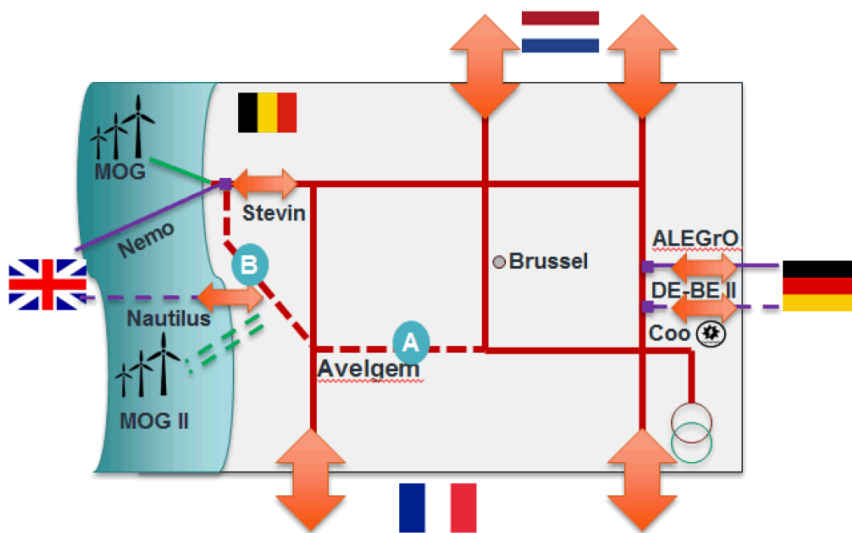 MOG
Stevin
Nemo
ALEGrO
Brussel
B
DE-BE II
Nautilus
Coo
A
Avelgem
MOG II